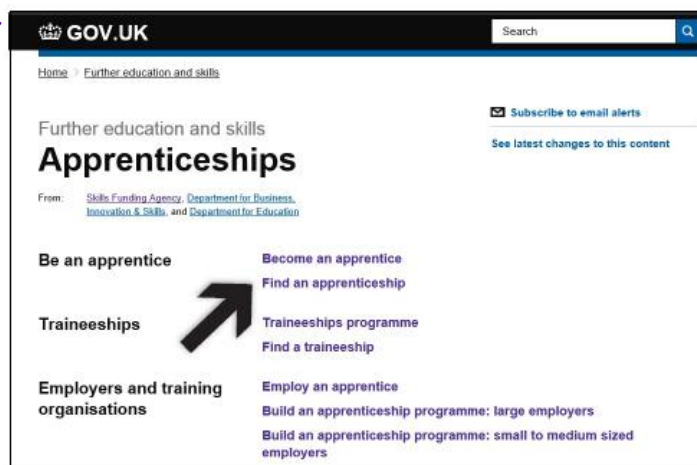 GOV.UK
Search
Home > Further education and skills
Subscribe to email alerts
See latest changes to this content
Further education and skills
Apprenticeships
From: Skills Funding Agency, Department for Business,
Innovation & Skills, and Department for Education
Be an apprentice
Become an apprentice
Find an apprenticeship
Traineeships
Traineeships programme
Find a traineeship
Employers and training
organisations
Employ an apprentice
Build an apprenticeship programme: large employers
Build an apprenticeship programme: small to medium sized
employers